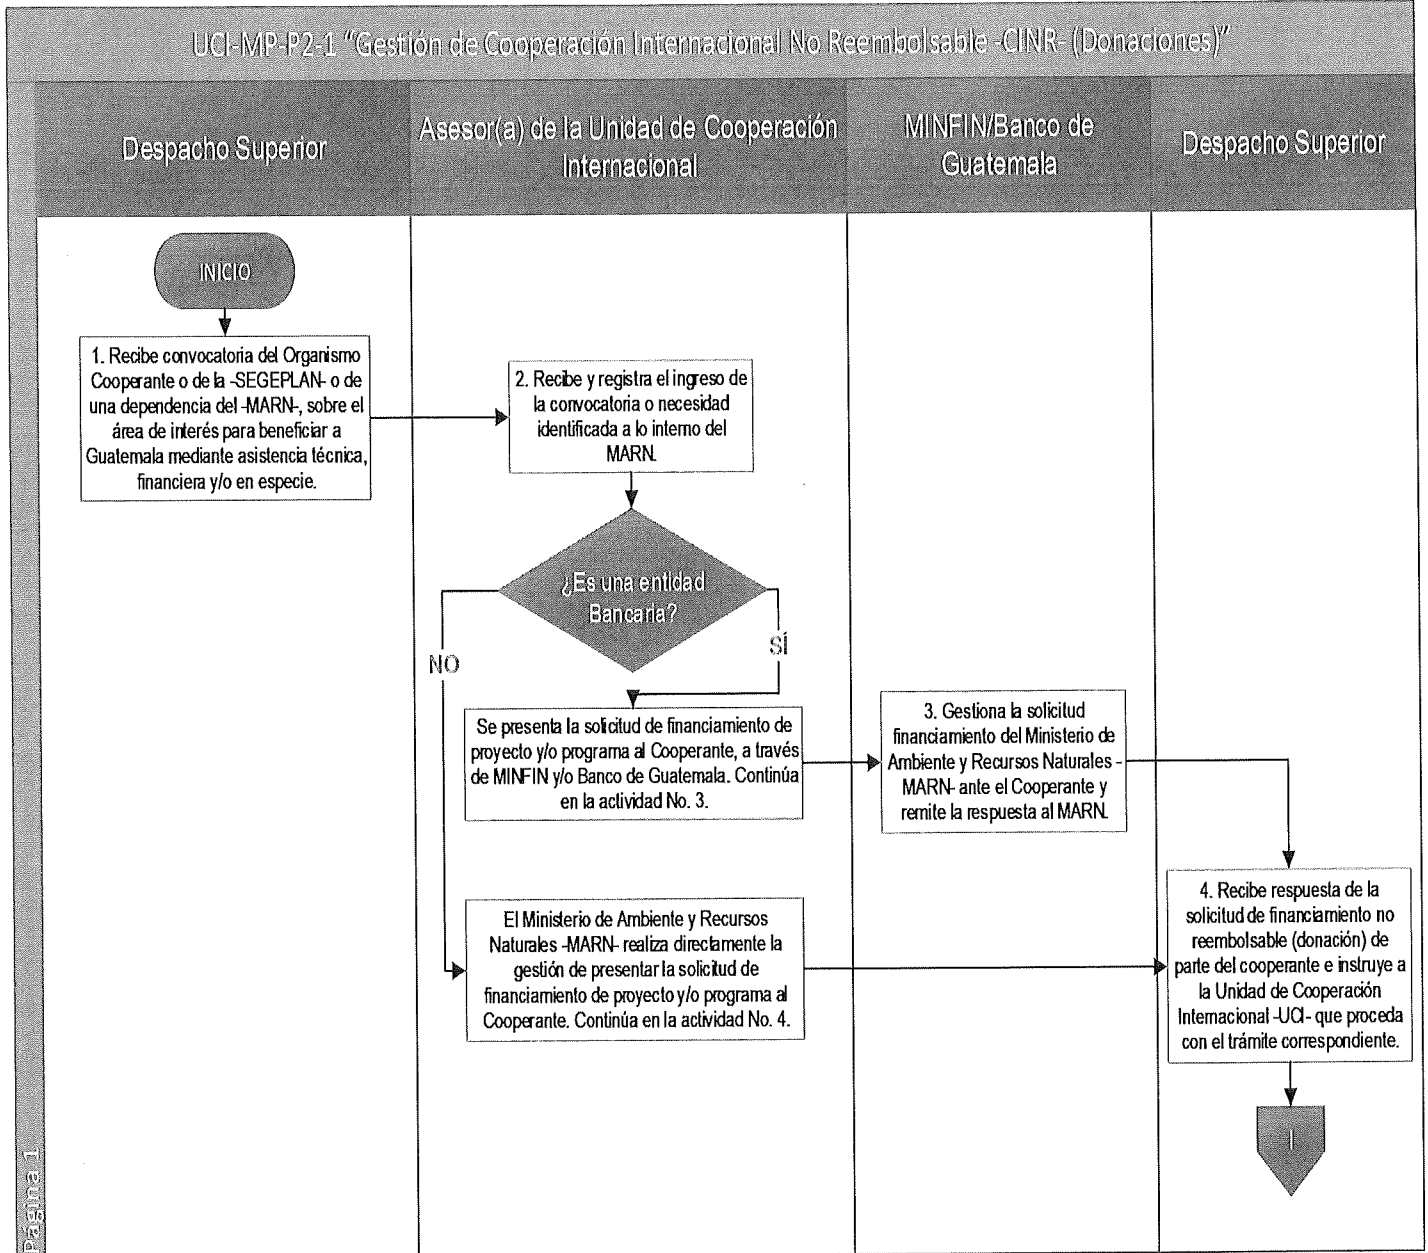 UCI-MP-P2-1 "Gestión de Cooperación Internacional No Reembolsable -CINR- (Donaciones)"
Despacho Superior
Asesor(a) de la Unidad de Cooperación
Internacional
MINFIN/Banco de
Guatemala
Despacho Superior
INICIO
1. Recibe convocatoria del Organismo
Cooperante o de la -SEGEPLAN- o de
una dependencia del -MARN-, sobre el
área de interés para beneficiar a
Guatemala mediante asistencia técnica,
financiera y/o en especie.
2. Recibe y registra el ingreso de
la convocatoria o necesidad
identificada a lo interno del
MARN.
¿Es una entidad
Bancaria?
NO
SÍ
Se presenta la solicitud de financiamiento de
proyecto y/o programa al Cooperante, a través
de MINFIN y/o Banco de Guatemala. Continúa
en la actividad No. 3.
3. Gestiona la solicitud
financiamiento del Ministerio de
Ambiente y Recursos Naturales -
MARN- ante el Cooperante y
remite la respuesta al MARN.
El Ministerio de Ambiente y Recursos
Naturales -MARN- realiza directamente la
gestión de presentar la solicitud de
financiamiento de proyecto y/o programa al
Cooperante. Continúa en la actividad No. 4.
4. Recibe respuesta de la
solicitud de financiamiento no
reembolsable (donación) de
parte del cooperante e instruye a
la Unidad de Cooperación
Internacional -UCI- que proceda
con el trámite correspondiente.
I
Página 1